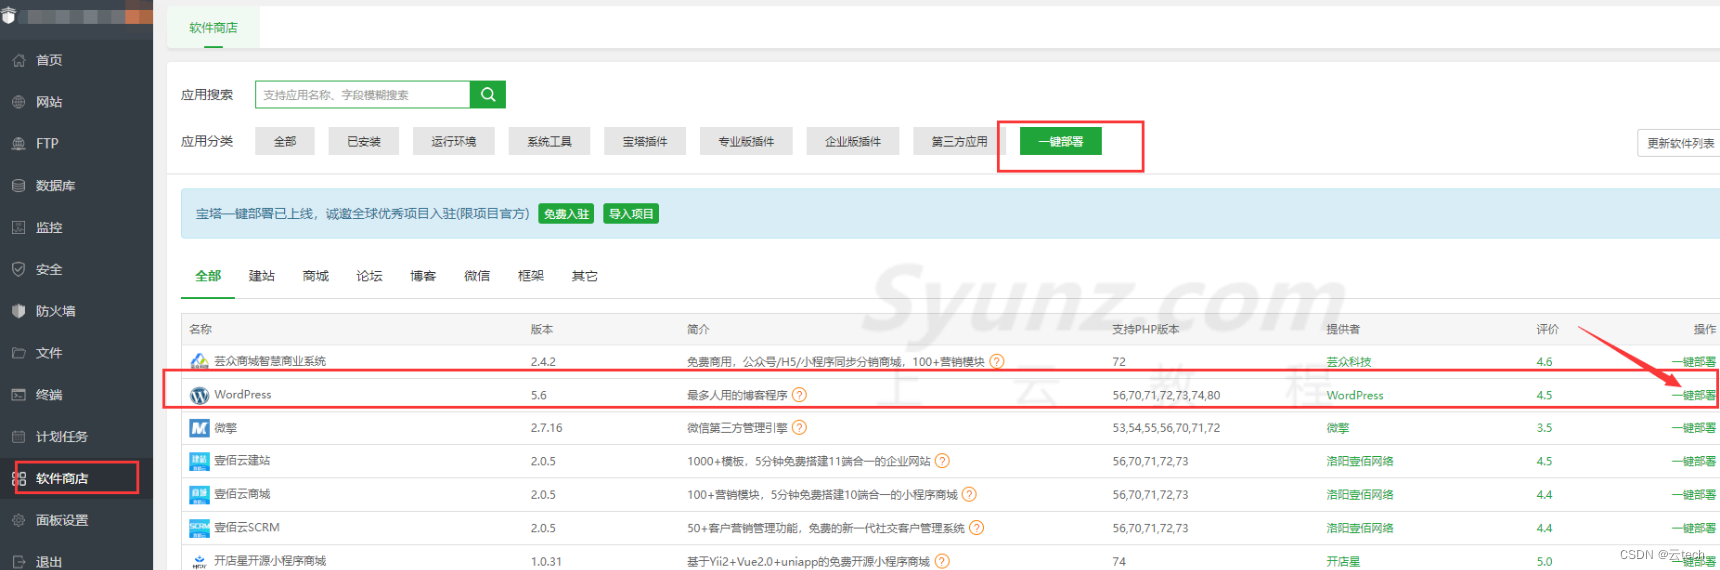 软件商店
首页
网站
FTP
数据库
监控
安全
防火墙
文件
终端
计划任务
软件商店
面板设置
退出
应用搜索 支持应用名称、字段模糊搜索
应用分类 全部 已安装 运行环境 系统工具 宝塔插件 专业版插件 企业版插件 第三方应用 一键部署 更新软件列表
宝塔一键部署已上线，诚邀全球优秀项目入驻(限项目官方) 免费入驻 导入项目
全部 建站 商城 论坛 博客 微信 框架 其它
Syunz.com
上云教程
名称 版本 简介 支持PHP版本 提供者 评价 操作
芸众商城智慧商业系统 2.4.2 免费商用，公众号/H5/小程序同步分销商城，100+营销模块 ? 72 芸众科技 4.6 一键部署
WordPress 5.6 最多人用的博客程序 ? 56,70,71,72,73,74,80 WordPress 4.5 一键部署
微擎 2.7.16 微信第三方管理引擎 ? 53,54,55,56,70,71,72 微擎 3.5 一键部署
壹佰云建站 2.0.5 1000+模板，5分钟免费搭建11端合一的企业网站 ? 56,70,71,72,73 洛阳壹佰网络 4.5 一键部署
壹佰云商城 2.0.5 100+营销模块，5分钟免费搭建10端合一的小程序商城 ? 56,70,71,72,73 洛阳壹佰网络 4.4 一键部署
壹佰云SCRM 2.0.5 50+客户营销管理功能，免费的新一代社交客户管理系统 ? 56,70,71,72,73 洛阳壹佰网络 4.4 一键部署
开店星开源小程序商城 1.0.31 基于Yii2+Vue2.0+uniapp的免费开源小程序商城 ? 74 开店星 5.0 一键部署
CSDN @云tech